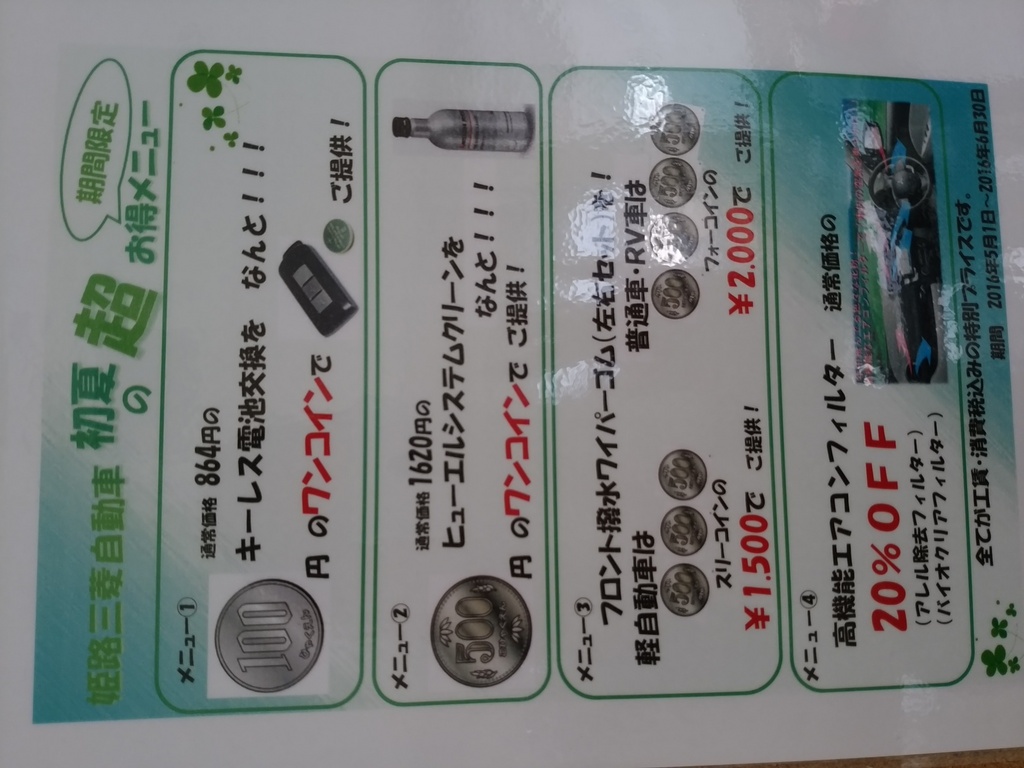 姫路三菱自動車 初夏の超お得メニュー
期間限定
メニュー①
通常価格 864円の
キーレス電池交換を なんと！！！
100
円 のワンコインで ご提供！
メニュー②
通常価格 1620円の
ヒューエルシステムクリーンを
なんと！！！！
500
円 のワンコインで ご提供！
メニュー③
フロント撥水ワイパーゴム(左右セット)を！
軽自動車は
スリーコインの
￥1.500で ご提供！
普通車・RV車は
フォーコインの
￥2.000で ご提供！
メニュー④
高機能エアコンフィルター 通常価格の
20％OFF
(アレル除去フィルター)
(バイオクリアフィルター)
全てが工賃・消費税込みの特別プライスです。
期間 2016年5月1日～2016年6月30日